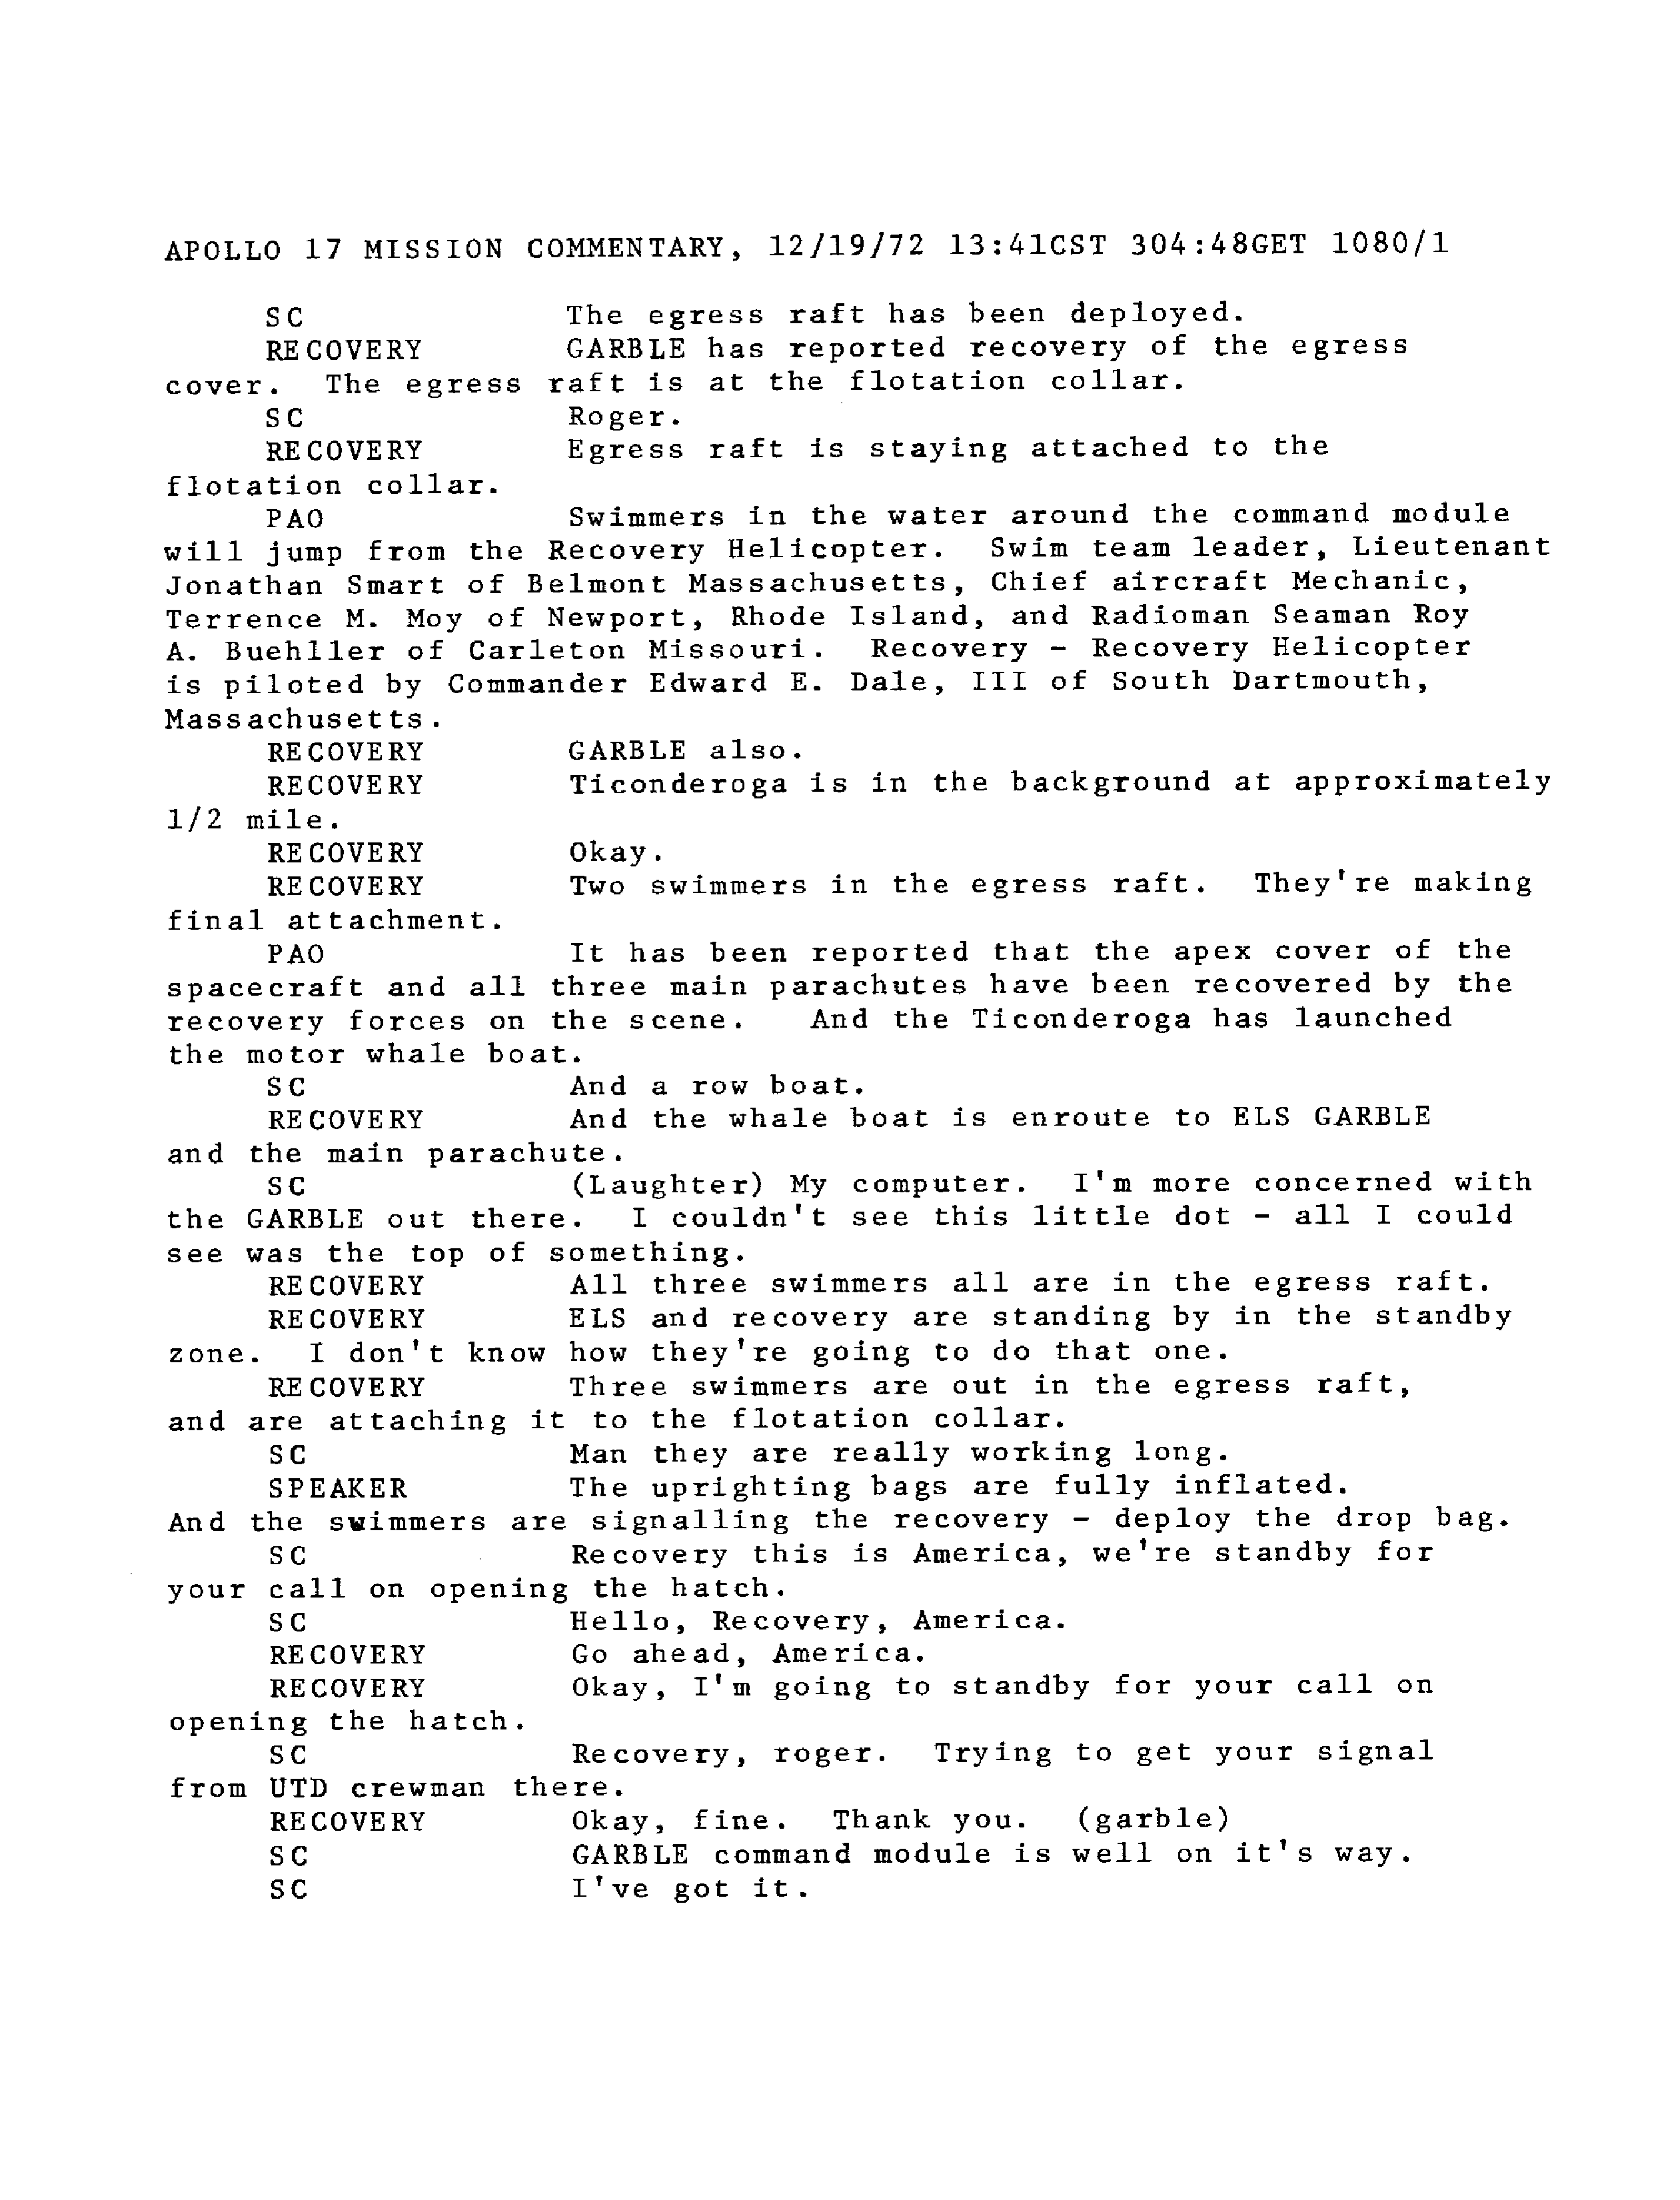 APOLLO 17 MISSION COMMENTARY, 12/19/72 13:41CST 304:48GET 1080/1
SC The egress raft has been deployed.
RECOVERY GARBLE has reported recovery of the egress
cover. The egress raft is at the flotation collar.
SC Roger.
RECOVERY Egress raft is staying attached to the
flotation collar.
PAO Swimmers in the water around the command module
will jump from the Recovery Helicopter. Swim team leader, Lieutenant
Jonathan Smart of Belmont Massachusetts, Chief aircraft Mechanic,
Terrence M. Moy of Newport, Rhode Island, and Radioman Seaman Roy
A. Buehller of Carleton Missouri. Recovery - Recovery Helicopter
is piloted by Commander Edward E. Dale, III of South Dartmouth,
Massachusetts.
RECOVERY GARBLE also.
RECOVERY Ticonderoga is in the background at approximately
1/2 mile.
RECOVERY Okay.
RECOVERY Two swimmers in the egress raft. They're making
final attachment.
PAO It has been reported that the apex cover of the
spacecraft and all three main parachutes have been recovered by the
recovery forces on the scene. And the Ticonderoga has launched
the motor whale boat.
SC And a row boat.
RECOVERY And the whale boat is enroute to ELS GARBLE
and the main parachute.
SC (Laughter) My computer. I'm more concerned with
the GARBLE out there. I couldn't see this little dot - all I could
see was the top of something.
RECOVERY All three swimmers all are in the egress raft.
RECOVERY ELS and recovery are standing by in the standby
zone. I don't know how they're going to do that one.
RECOVERY Three swimmers are out in the egress raft,
and are attaching it to the flotation collar.
SC Man they are really working long.
SPEAKER The uprighting bags are fully inflated.
And the swimmers are signalling the recovery - deploy the drop bag.
SC Recovery this is America, we're standby for
your call on opening the hatch.
SC Hello, Recovery, America.
RECOVERY Go ahead, America.
RECOVERY Okay, I'm going to standby for your call on
opening the hatch.
SC Recovery, roger. Trying to get your signal
from UTD crewman there.
RECOVERY Okay, fine. Thank you. (garble)
SC GARBLE command module is well on it's way.
SC I've got it.